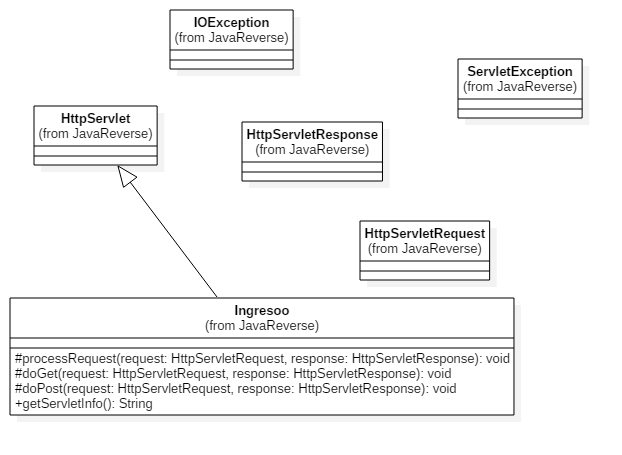 IOException
(from JavaReverse)
ServletException
(from JavaReverse)
HttpServlet
(from JavaReverse)
HttpServletResponse
(from JavaReverse)
HttpServletRequest
(from JavaReverse)
Ingresoo
(from JavaReverse)
#processRequest(request: HttpServletRequest, response: HttpServletResponse): void
#doGet(request: HttpServletRequest, response: HttpServletResponse): void
#doPost(request: HttpServletRequest, response: HttpServletResponse): void
+getServletInfo(): String